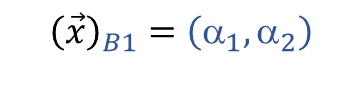 (x⃗)_{B1} = (α₁, α₂)